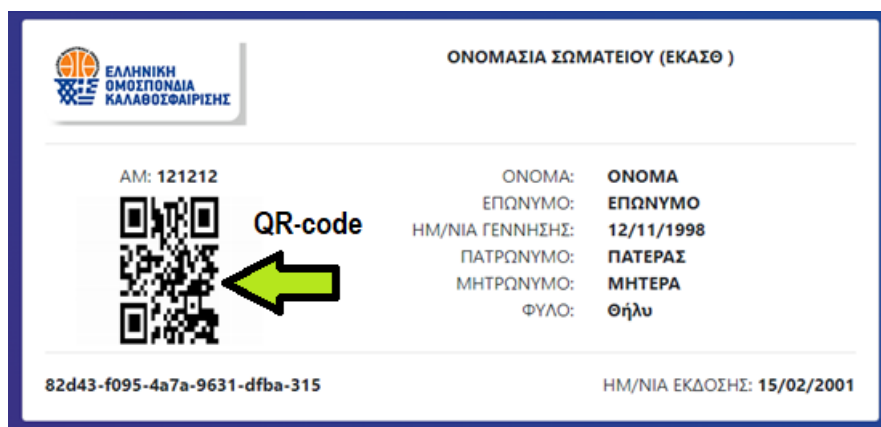 ΕΛΛΗΝΙΚΗ
ΟΜΟΣΠΟΝΔΙΑ
ΚΑΛΑΘΟΣΦΑΙΡΙΣΗΣ
ΟΝΟΜΑΣΙΑ ΣΩΜΑΤΕΙΟΥ (ΕΚΑΣΘ )
ΑΜ: 121212
QR-code
ΟΝΟΜΑ: ΟΝΟΜΑ
ΕΠΩΝΥΜΟ: ΕΠΩΝΥΜΟ
ΗΜ/ΝΙΑ ΓΕΝΝΗΣΗΣ: 12/11/1998
ΠΑΤΡΩΝΥΜΟ: ΠΑΤΕΡΑΣ
ΜΗΤΡΩΝΥΜΟ: ΜΗΤΕΡΑ
ΦΥΛΟ: Θήλυ
82d43-f095-4a7a-9631-dfba-315
ΗΜ/ΝΙΑ ΕΚΔΟΣΗΣ: 15/02/2001